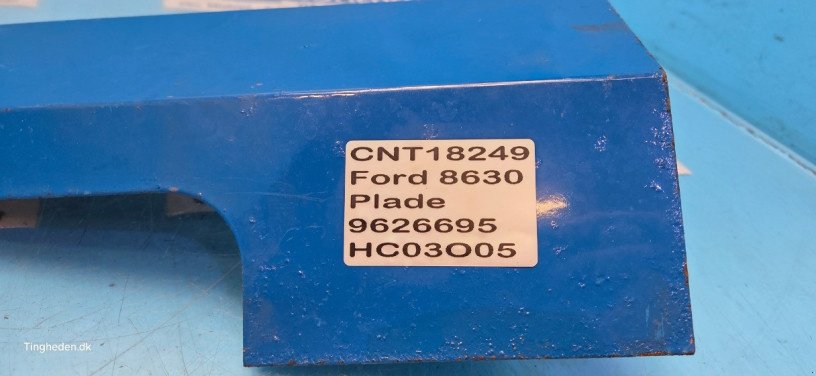 CNT18249
Ford 8630
Plade
9626695
HC03O05
Tingheden.dk